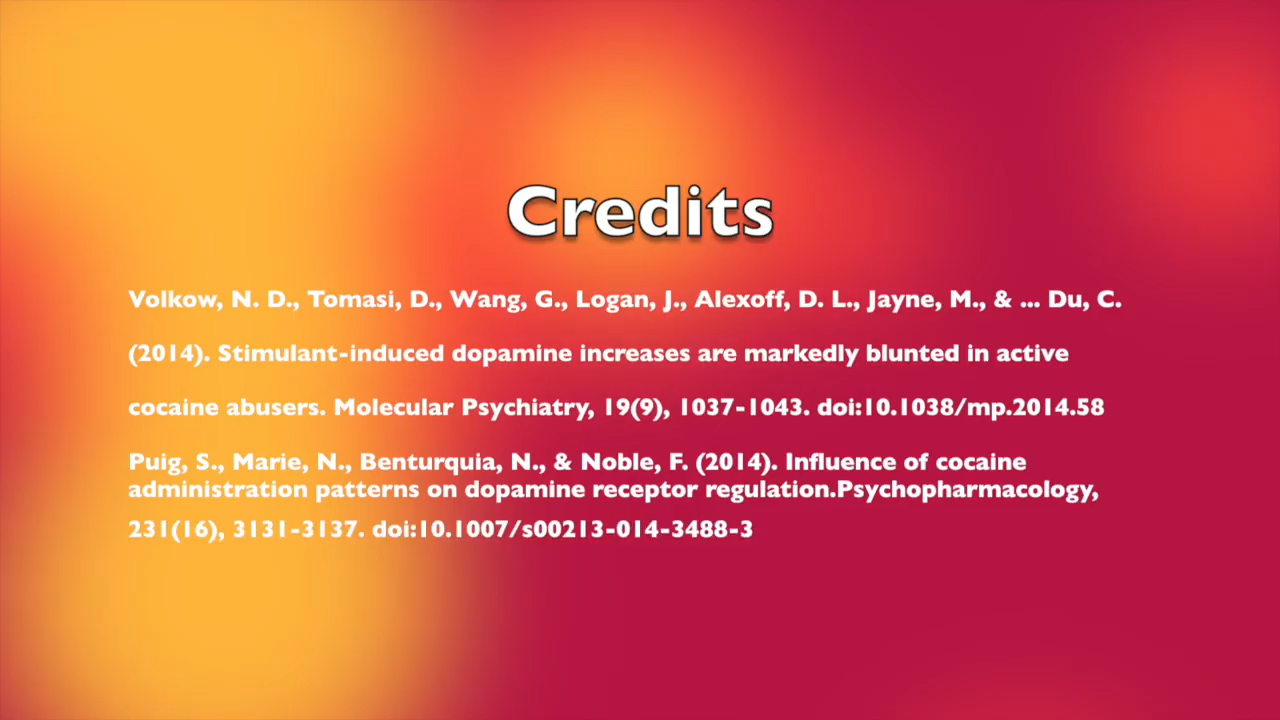 Credits
Volkow, N. D., Tomasi, D., Wang, G., Logan, J., Alexoff, D. L., Jayne, M., & ... Du, C.
(2014). Stimulant-induced dopamine increases are markedly blunted in active
cocaine abusers. Molecular Psychiatry, 19(9), 1037-1043. doi:10.1038/mp.2014.58
Puig, S., Marie, N., Benturquia, N., & Noble, F. (2014). Influence of cocaine
administration patterns on dopamine receptor regulation.Psychopharmacology,
231(16), 3131-3137. doi:10.1007/s00213-014-3488-3